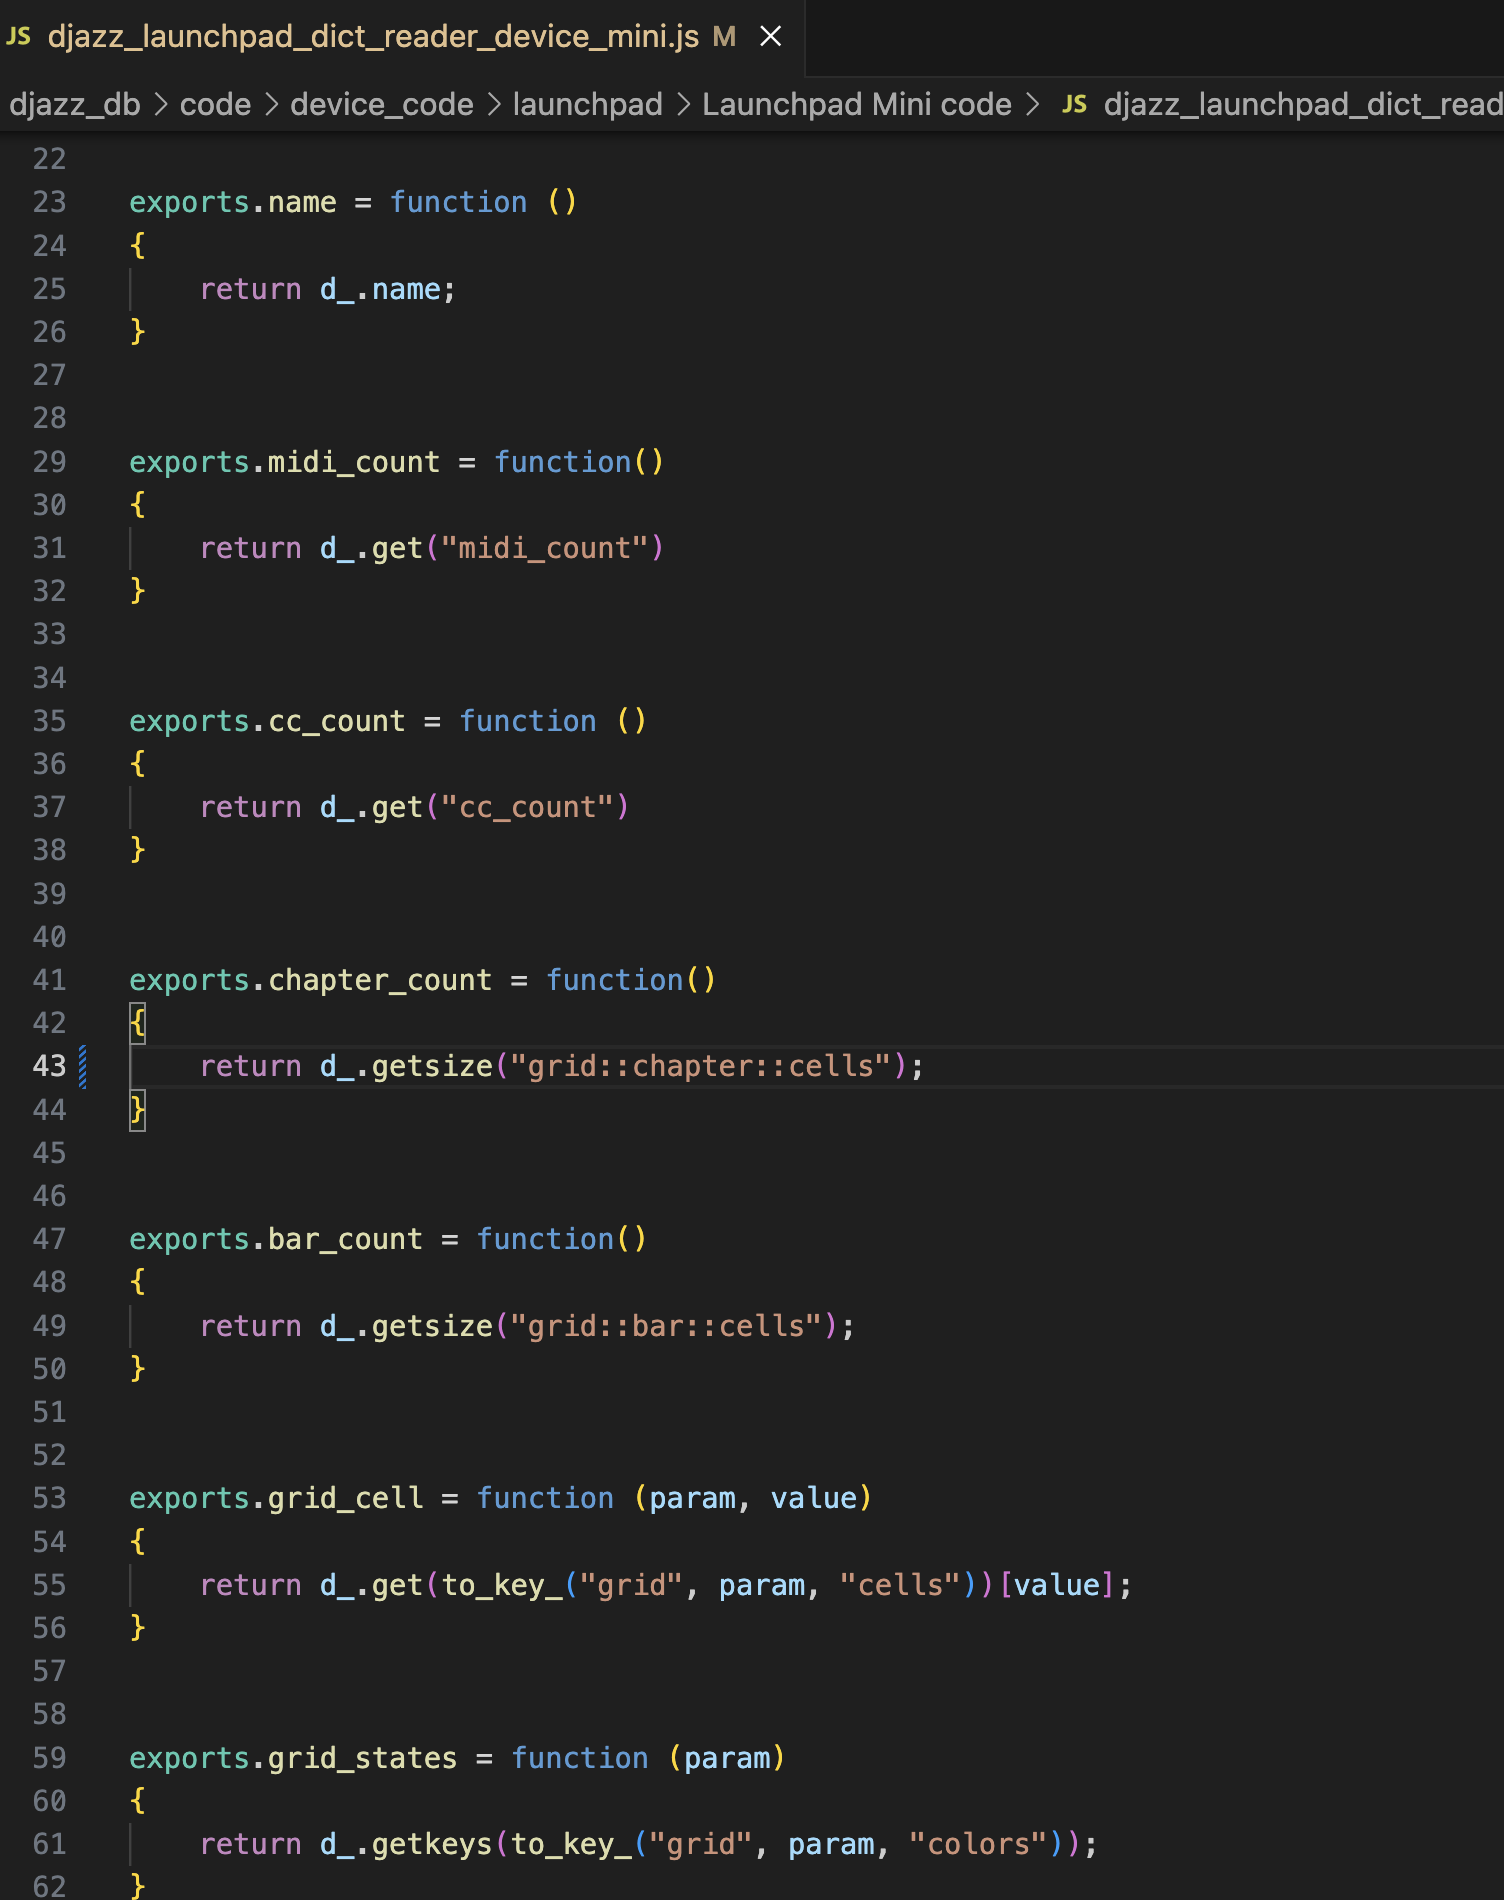 JS djazz_launchpad_dict_reader_device_mini.js M
djazz_db > code > device_code > launchpad > Launchpad Mini code > JS djazz_launchpad_dict_read
22
23 exports.name = function ()
24 {
25 return d_.name;
26 }
27
28
29 exports.midi_count = function()
30 {
31 return d_.get("midi_count")
32 }
33
34
35 exports.cc_count = function ()
36 {
37 return d_.get("cc_count")
38 }
39
40
41 exports.chapter_count = function()
42 {
43 return d_.getsize("grid::chapter::cells");
44 }
45
46
47 exports.bar_count = function()
48 {
49 return d_.getsize("grid::bar::cells");
50 }
51
52
53 exports.grid_cell = function (param, value)
54 {
55 return d_.get(to_key_("grid", param, "cells"))[value];
56 }
57
58
59 exports.grid_states = function (param)
60 {
61 return d_.getkeys(to_key_("grid", param, "colors"));
62 }